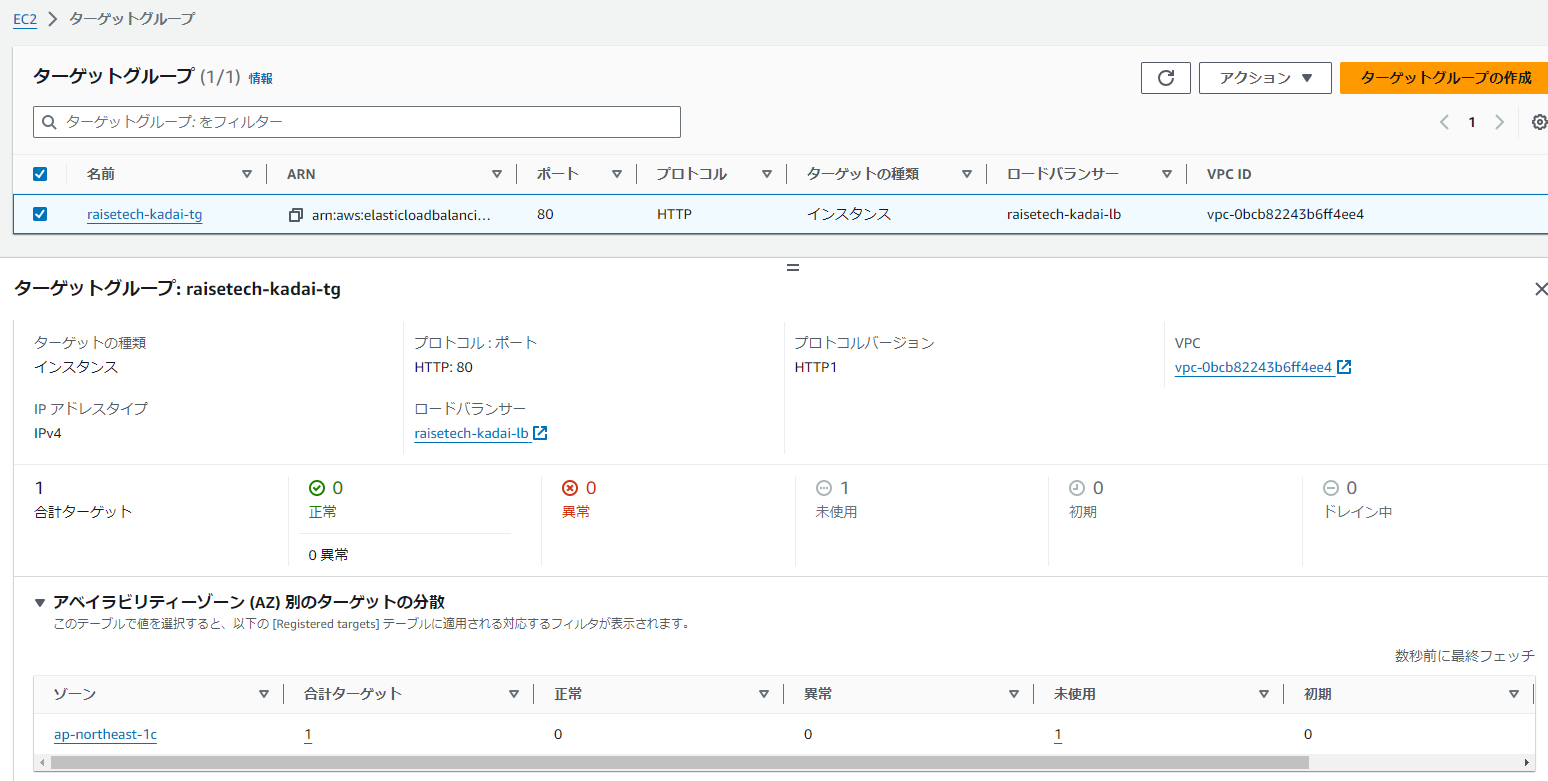 EC2 > ターゲットグループ
ターゲットグループ (1/1) 情報
アクション ▼ ターゲットグループの作成
ターゲットグループ: をフィルター
1
名前 ARN ポート プロトコル ターゲットの種類 ロードバランサー VPC ID
raisetech-kadai-tg arn:aws:elasticloadbalanci... 80 HTTP インスタンス raisetech-kadai-lb vpc-0bcb82243b6ff4ee4
ターゲットグループ: raisetech-kadai-tg
ターゲットの種類 プロトコル : ポート プロトコルバージョン VPC
インスタンス HTTP: 80 HTTP1 vpc-0bcb82243b6ff4ee4
IP アドレスタイプ ロードバランサー
IPv4 raisetech-kadai-lb
1 0 0 1 0 0
合計ターゲット 正常 異常 未使用 初期 ドレイン中
0 異常
アベイラビリティーゾーン (AZ) 別のターゲットの分散
このテーブルで値を選択すると、以下の [Registered targets] テーブルに適用される対応するフィルタが表示されます。
数秒前に最終フェッチ
ゾーン 合計ターゲット 正常 異常 未使用 初期
ap-northeast-1c 1 0 0 1 0